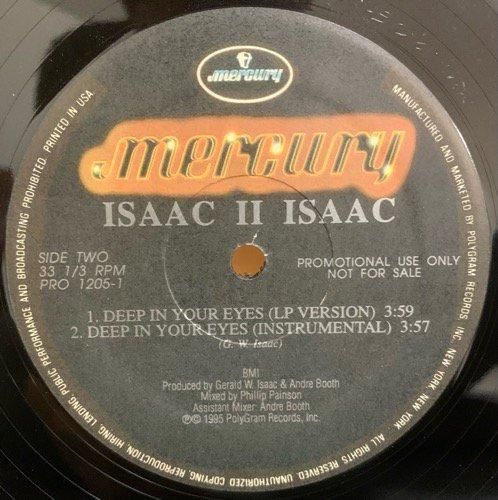 mercury
mercury
ISAAC II ISAAC
SIDE TWO
33 1/3 RPM
PRO 1205-1
PROMOTIONAL USE ONLY
NOT FOR SALE
1. DEEP IN YOUR EYES (LP VERSION) 3:59
2. DEEP IN YOUR EYES (INSTRUMENTAL) 3:57
(G. W. Isaac)
BMI
Produced by Gerald W. Isaac & Andre Booth
Mixed by Phillip Painson
Assistant Mixer: Andre Booth
℗© 1995 PolyGram Records, Inc.
MANUFACTURED AND MARKETED BY POLYGRAM RECORDS, INC. NEW YORK, NEW YORK. ALL RIGHTS RESERVED. UNAUTHORIZED COPYING, REPRODUCTION, HIRING, LENDING, PUBLIC PERFORMANCE AND BROADCASTING PROHIBITED. PRINTED IN USA.